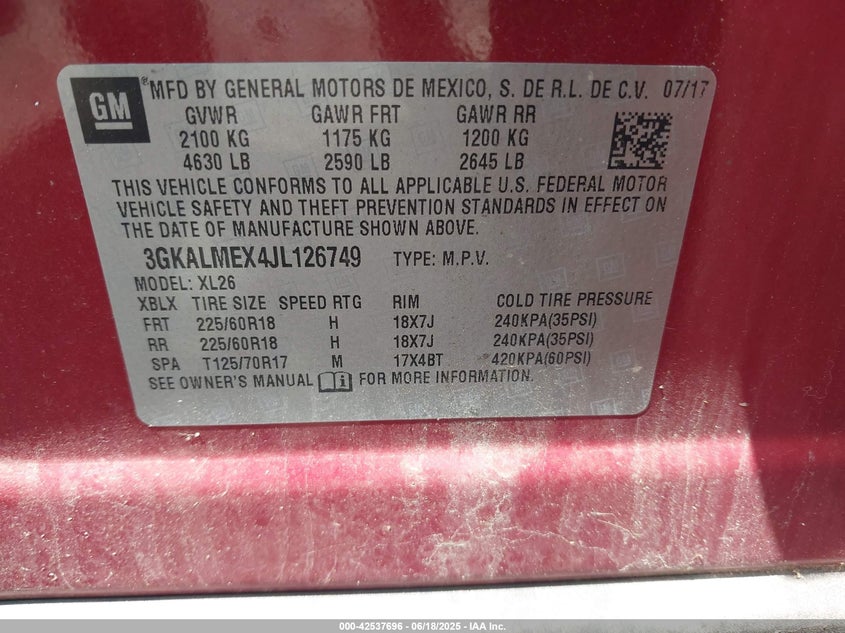 GM ® MFD BY GENERAL MOTORS DE MEXICO, S. DE R.L. DE C.V. 07/17
GVWR GAWR FRT GAWR RR
2100 KG 1175 KG 1200 KG
4630 LB 2590 LB 2645 LB
THIS VEHICLE CONFORMS TO ALL APPLICABLE U.S. FEDERAL MOTOR
VEHICLE SAFETY AND THEFT PREVENTION STANDARDS IN EFFECT ON
THE DATE OF MANUFACTURE SHOWN ABOVE.
3GKALMEX4JL126749 TYPE: M.P.V.
MODEL: XL26
XBLX TIRE SIZE SPEED RTG RIM COLD TIRE PRESSURE
FRT 225/60R18 H 18X7J 240KPA(35PSI)
RR 225/60R18 H 18X7J 240KPA(35PSI)
SPA T125/70R17 M 17X4BT 420KPA(60PSI)
SEE OWNER'S MANUAL FOR MORE INFORMATION.
000-42537696 - 06/18/2025 - IAA Inc.